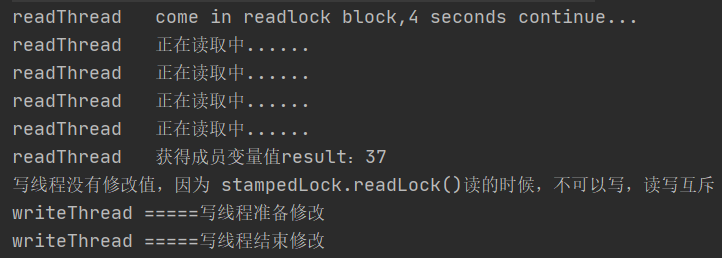 readThread	come in readlock block,4 seconds continue...
readThread	正在读取中......
readThread	正在读取中......
readThread	正在读取中......
readThread	正在读取中......
readThread	获得成员变量值result：37
写线程没有修改值，因为 stampedLock.readLock()读的时候，不可以写，读写互斥
writeThread	=====写线程准备修改
writeThread	=====写线程结束修改